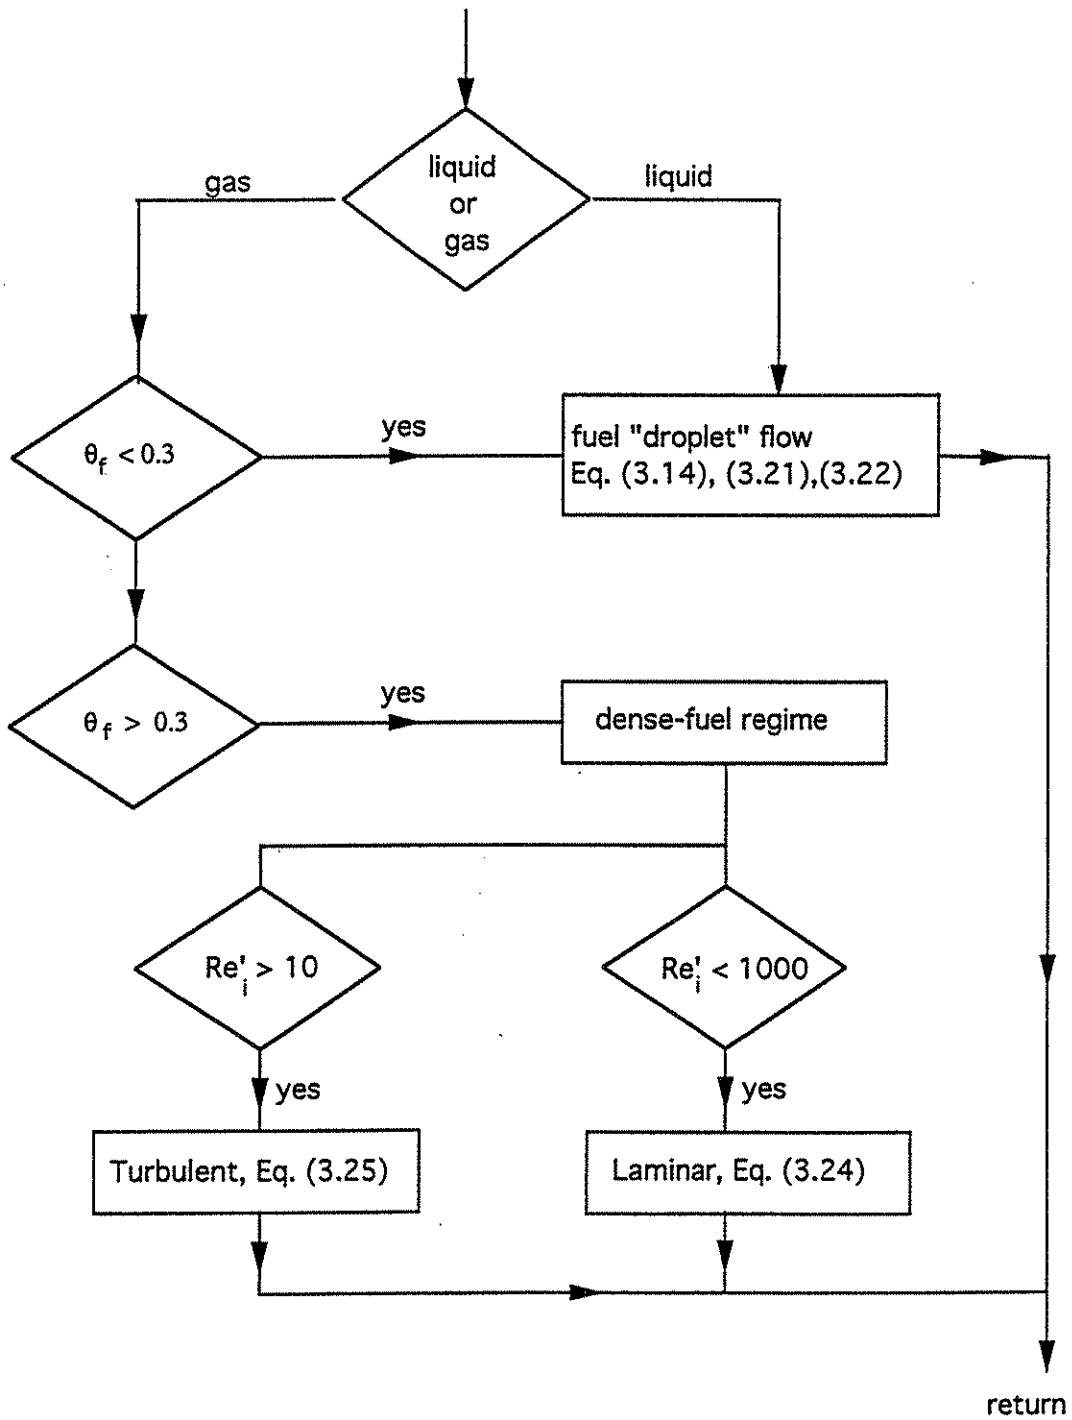 liquid
or
gas
gas
liquid
θf < 0.3
yes
fuel "droplet" flow
Eq. (3.14), (3.21),(3.22)
θf > 0.3
yes
dense-fuel regime
Re'i > 10
Re'i < 1000
yes
yes
Turbulent, Eq. (3.25)
Laminar, Eq. (3.24)
return